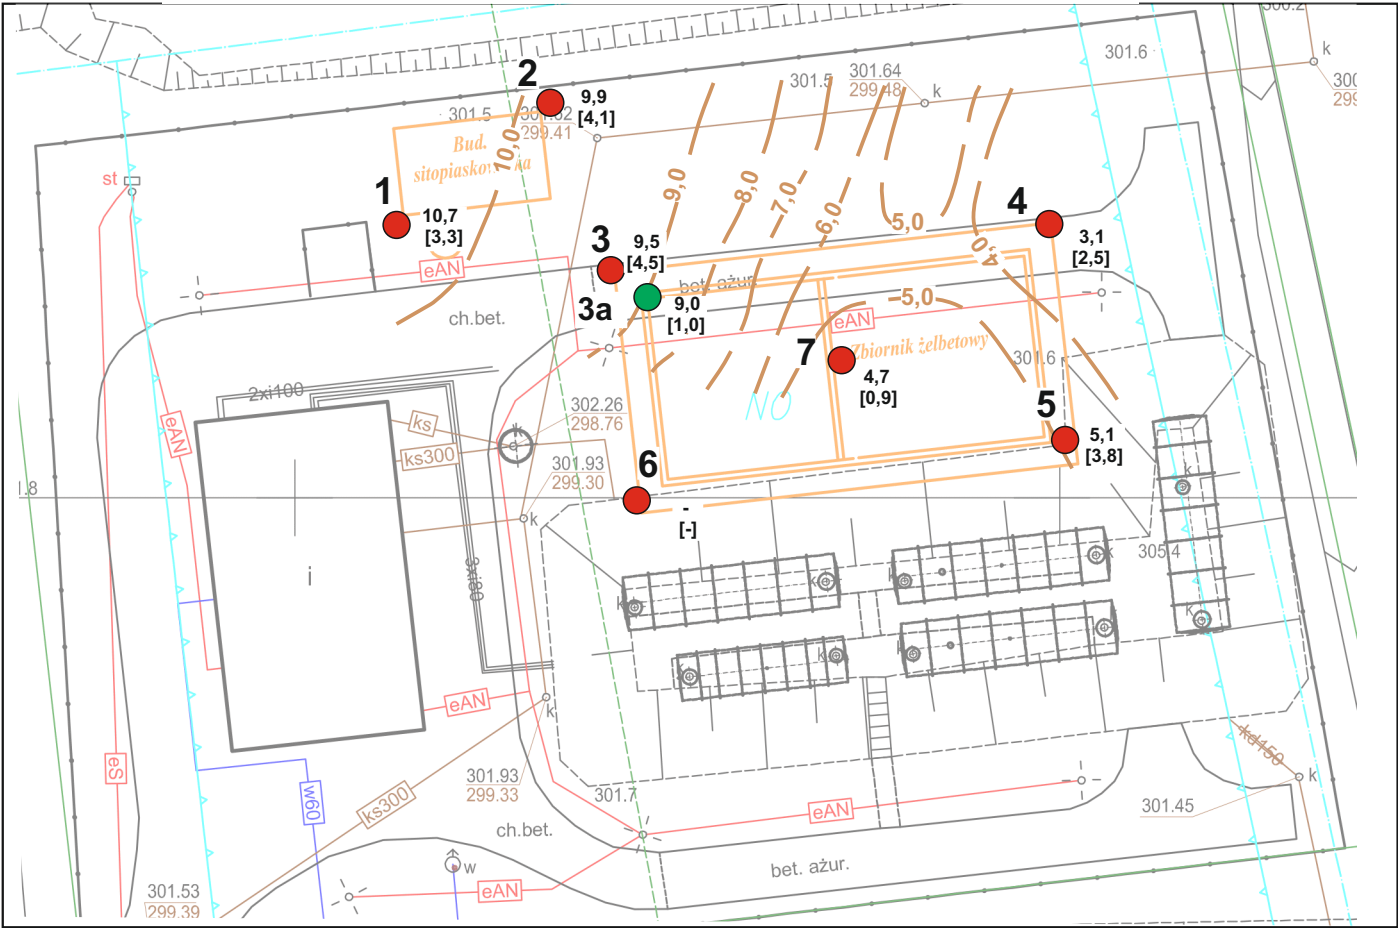 300.2
301.6
k
300
299
301.5
301.64
299.48
k
2
9,9
[4,1]
301.5
299.41
Bud.
10,0
9,0
8,0
7,0
6,0
5,0
4,0
st
1
10,7
[3,3]
4
3,1
[2,5]
3
9,5
[4,5]
eAN
bet. ażur.
3a
9,0
[1,0]
5,0
eAN
ch.bet.
Zbiornik żelbetowy
7
4,7
[0,9]
301.6
2xi100
NO
5
5,1
[3,8]
eAN
ks
302.26
298.76
k
ks300
301.93
299.30
6
-
[-]
k
1.8
k
305.4
i
3xi80
k
k
k
k
k
k
k
eAN
k
kd150
k
eS
w60
301.93
299.33
ks300
301.7
eAN
301.45
ch.bet.
w
bet. ażur.
eAN
301.53
299.39